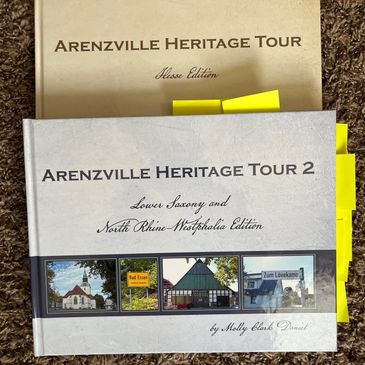 ARENZVILLE HERITAGE TOUR
Hesse Edition
ARENZVILLE HERITAGE TOUR 2
Lower Saxony and
North Rhine-Westphalia Edition
Bad Essen
Zum Lövekamp
by Molly Clark Daniel